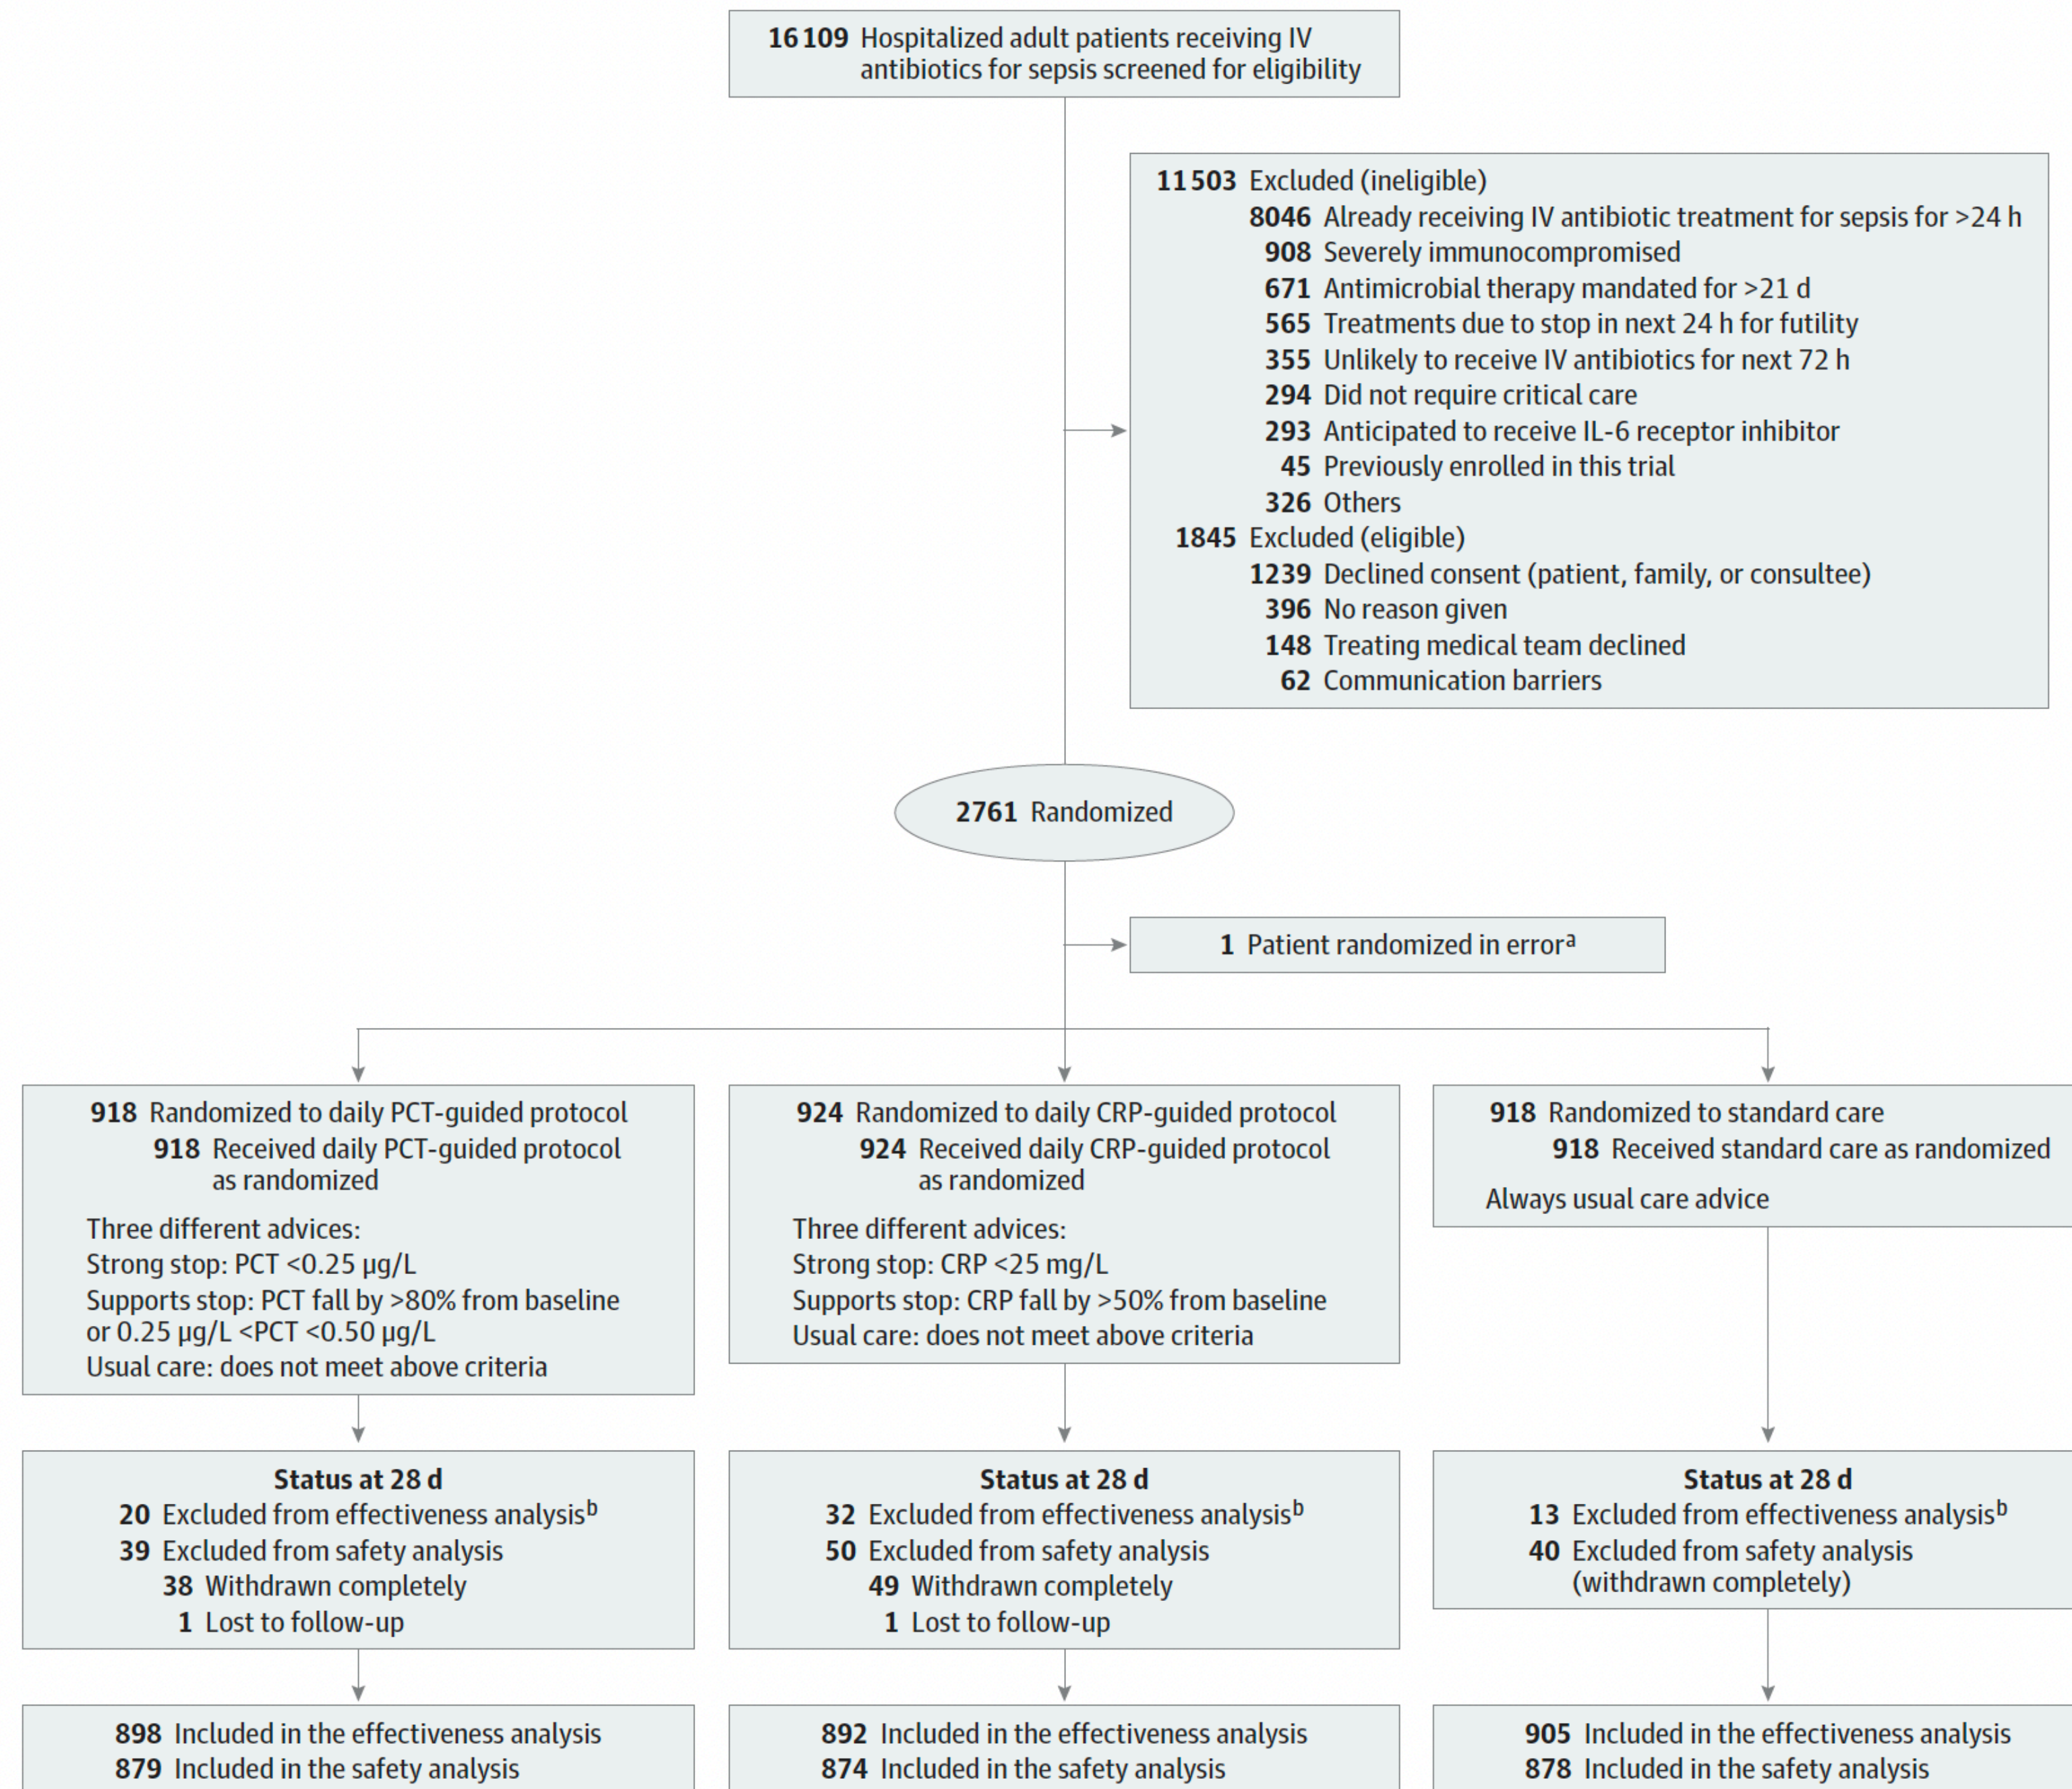 16 109 Hospitalized adult patients receiving IV
antibiotics for sepsis screened for eligibility
11 503 Excluded (ineligible)
8046 Already receiving IV antibiotic treatment for sepsis for >24 h
908 Severely immunocompromised
671 Antimicrobial therapy mandated for >21 d
565 Treatments due to stop in next 24 h for futility
355 Unlikely to receive IV antibiotics for next 72 h
294 Did not require critical care
293 Anticipated to receive IL-6 receptor inhibitor
45 Previously enrolled in this trial
326 Others
1845 Excluded (eligible)
1239 Declined consent (patient, family, or consultee)
396 No reason given
148 Treating medical team declined
62 Communication barriers
2761 Randomized
1 Patient randomized in errorᵃ
918 Randomized to daily PCT-guided protocol
918 Received daily PCT-guided protocol
as randomized
Three different advices:
Strong stop: PCT <0.25 µg/L
Supports stop: PCT fall by >80% from baseline
or 0.25 µg/L <PCT <0.50 µg/L
Usual care: does not meet above criteria
924 Randomized to daily CRP-guided protocol
924 Received daily CRP-guided protocol
as randomized
Three different advices:
Strong stop: CRP <25 mg/L
Supports stop: CRP fall by >50% from baseline
Usual care: does not meet above criteria
918 Randomized to standard care
918 Received standard care as randomized
Always usual care advice
Status at 28 d
20 Excluded from effectiveness analysisᵇ
39 Excluded from safety analysis
38 Withdrawn completely
1 Lost to follow-up
Status at 28 d
32 Excluded from effectiveness analysisᵇ
50 Excluded from safety analysis
49 Withdrawn completely
1 Lost to follow-up
Status at 28 d
13 Excluded from effectiveness analysisᵇ
40 Excluded from safety analysis
(withdrawn completely)
898 Included in the effectiveness analysis
879 Included in the safety analysis
892 Included in the effectiveness analysis
874 Included in the safety analysis
905 Included in the effectiveness analysis
878 Included in the safety analysis